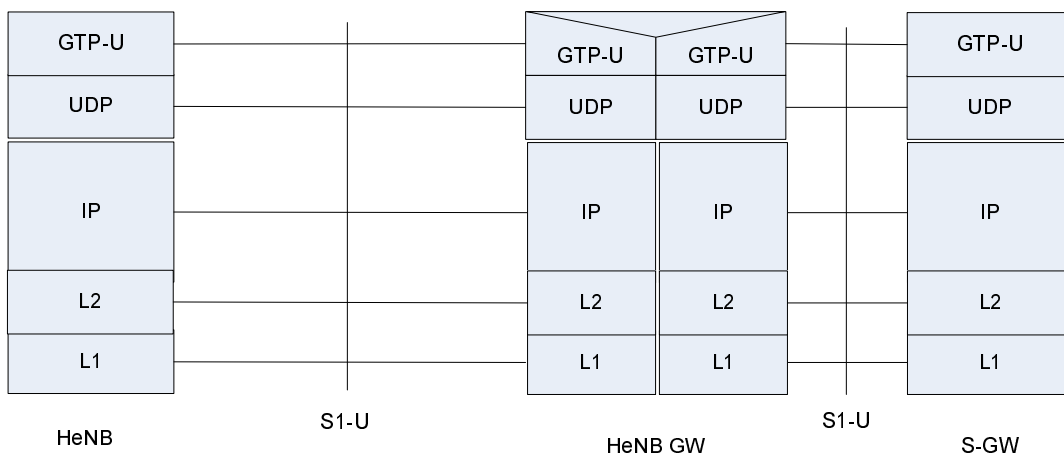 GTP-U GTP-U GTP-U GTP-U
UDP UDP UDP UDP
IP IP IP IP
L2 L2 L2 L2
L1 L1 L1 L1
S1-U S1-U
HeNB HeNB GW S-GW